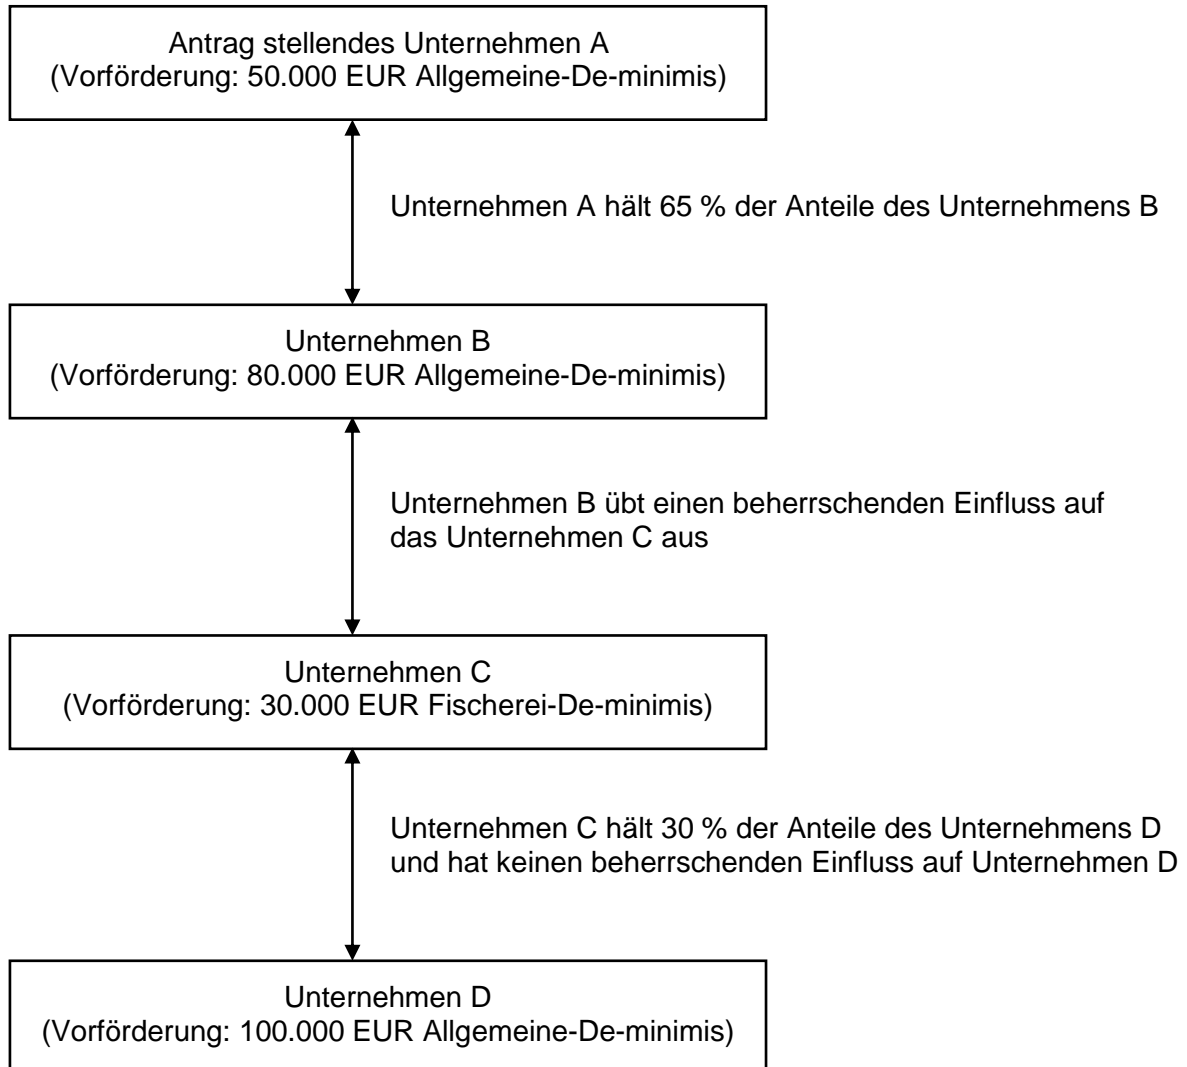 Antrag stellendes Unternehmen A
(Vorförderung: 50.000 EUR Allgemeine-De-minimis)
Unternehmen A hält 65 % der Anteile des Unternehmens B
Unternehmen B
(Vorförderung: 80.000 EUR Allgemeine-De-minimis)
Unternehmen B übt einen beherrschenden Einfluss auf
das Unternehmen C aus
Unternehmen C
(Vorförderung: 30.000 EUR Fischerei-De-minimis)
Unternehmen C hält 30 % der Anteile des Unternehmens D
und hat keinen beherrschenden Einfluss auf Unternehmen D
Unternehmen D
(Vorförderung: 100.000 EUR Allgemeine-De-minimis)